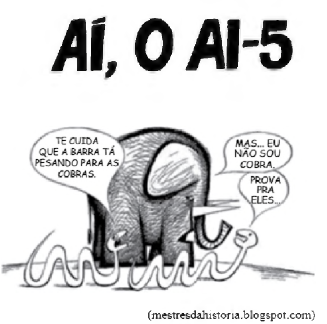 AÍ, O AI-5
TE CUIDA
QUE A BARRA TÁ
PESANDO PARA AS
COBRAS.
MAS... EU
NÃO SOU
COBRA.
PROVA
PRA
ELES...
(mestresdahistoria.blogspot.com)